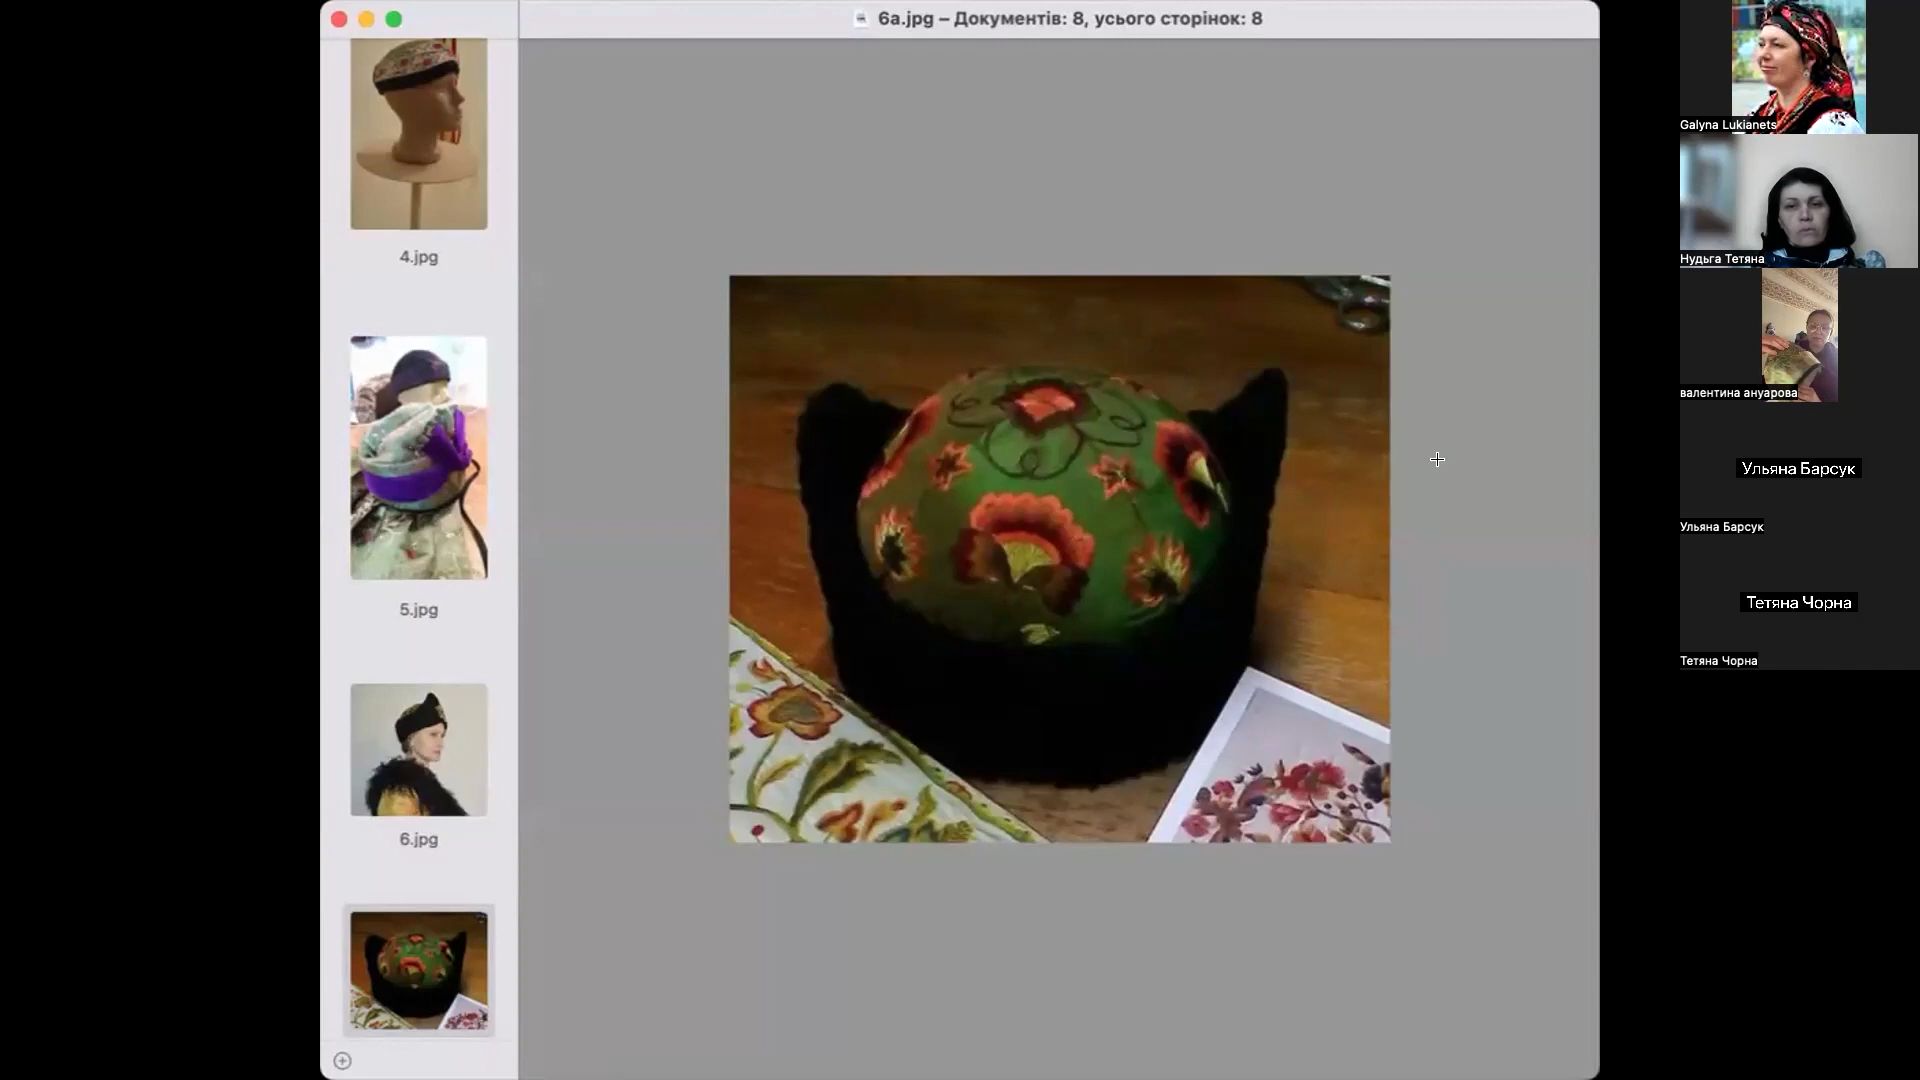 6a.jpg – Документів: 8, усього сторінок: 8
4.jpg
5.jpg
6.jpg
Galyna Lukianets
Нудьга Тетяна
валентина ануарова
Ульяна Барсук
Ульяна Барсук
Тетяна Чорна
Тетяна Чорна